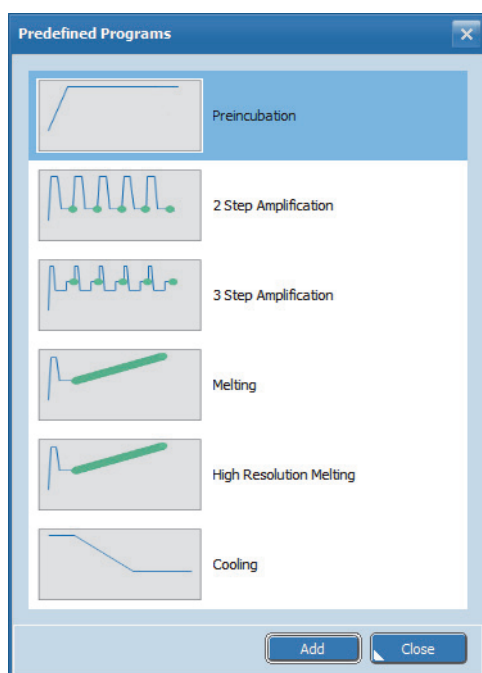 Predefined Programs
Preincubation
2 Step Amplification
3 Step Amplification
Melting
High Resolution Melting
Cooling
Add
Close